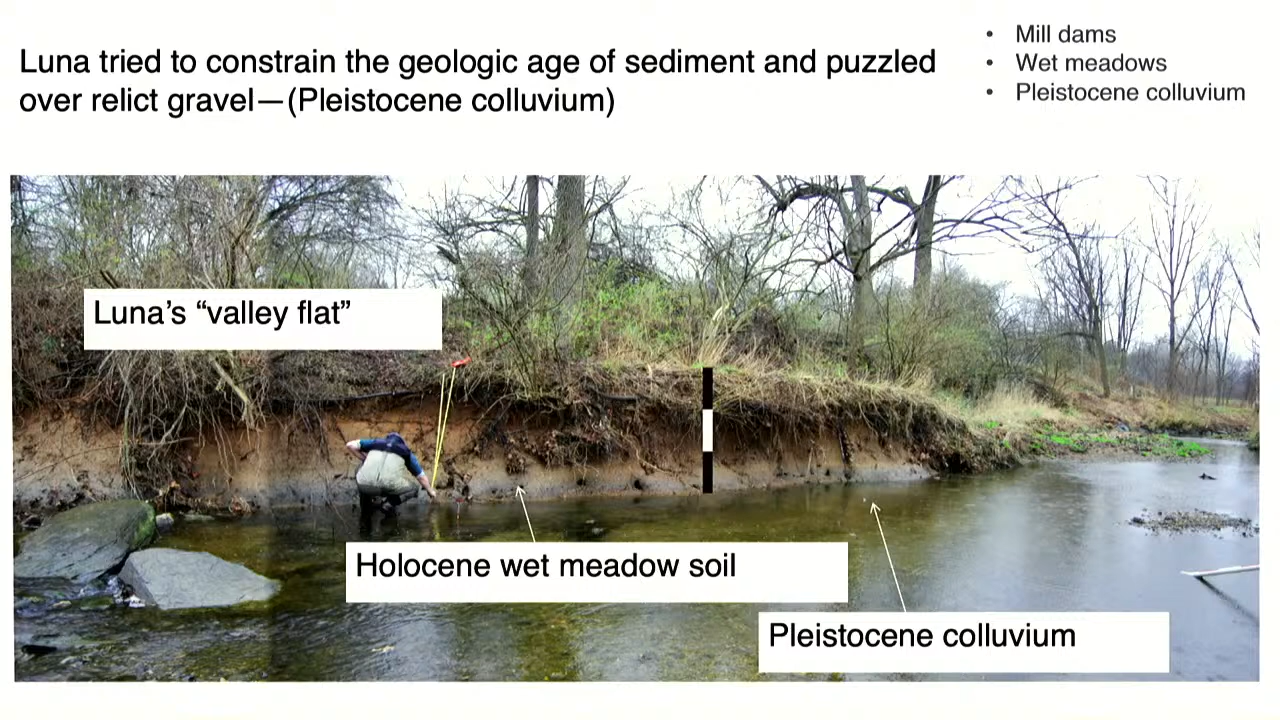 Luna tried to constrain the geologic age of sediment and puzzled
over relict gravel—(Pleistocene colluvium)
• Mill dams
• Wet meadows
• Pleistocene colluvium
Luna's “valley flat”
Holocene wet meadow soil
Pleistocene colluvium